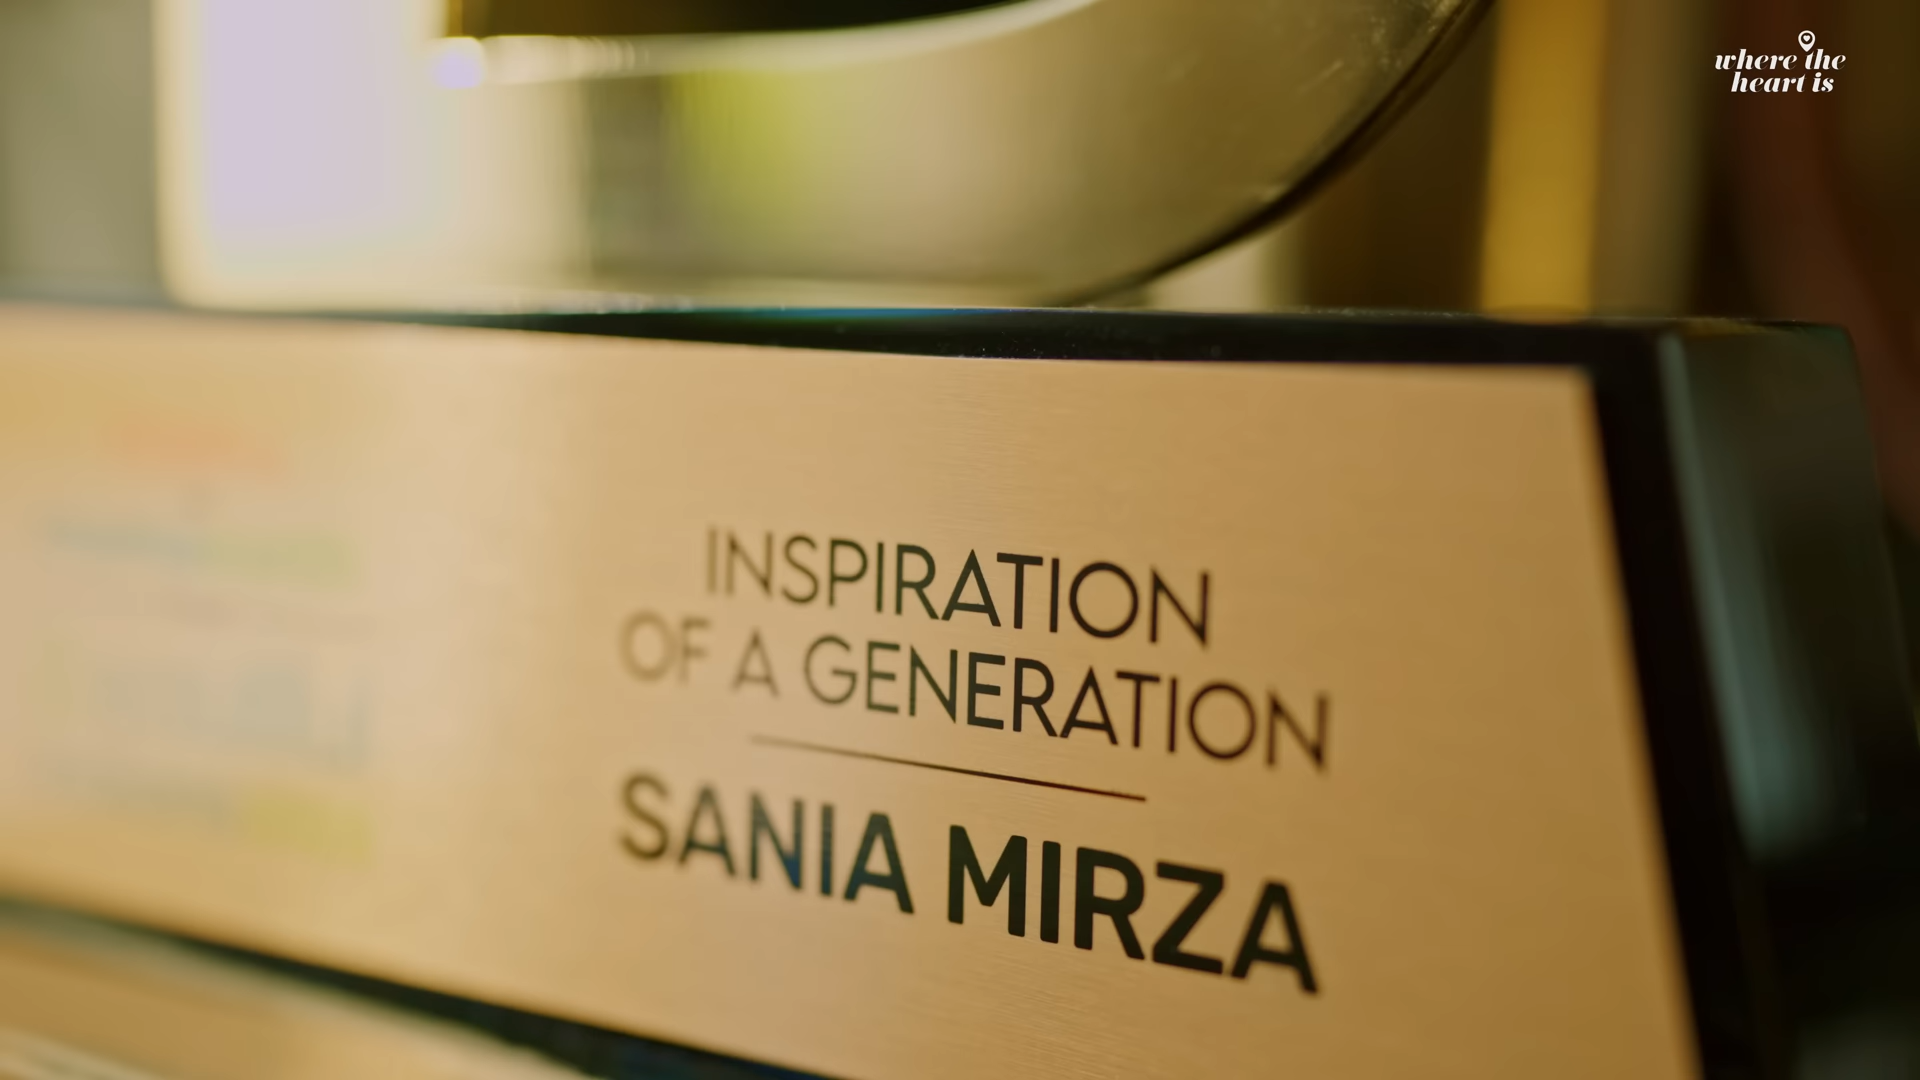 where the
heart is
INSPIRATION
OF A GENERATION
SANIA MIRZA